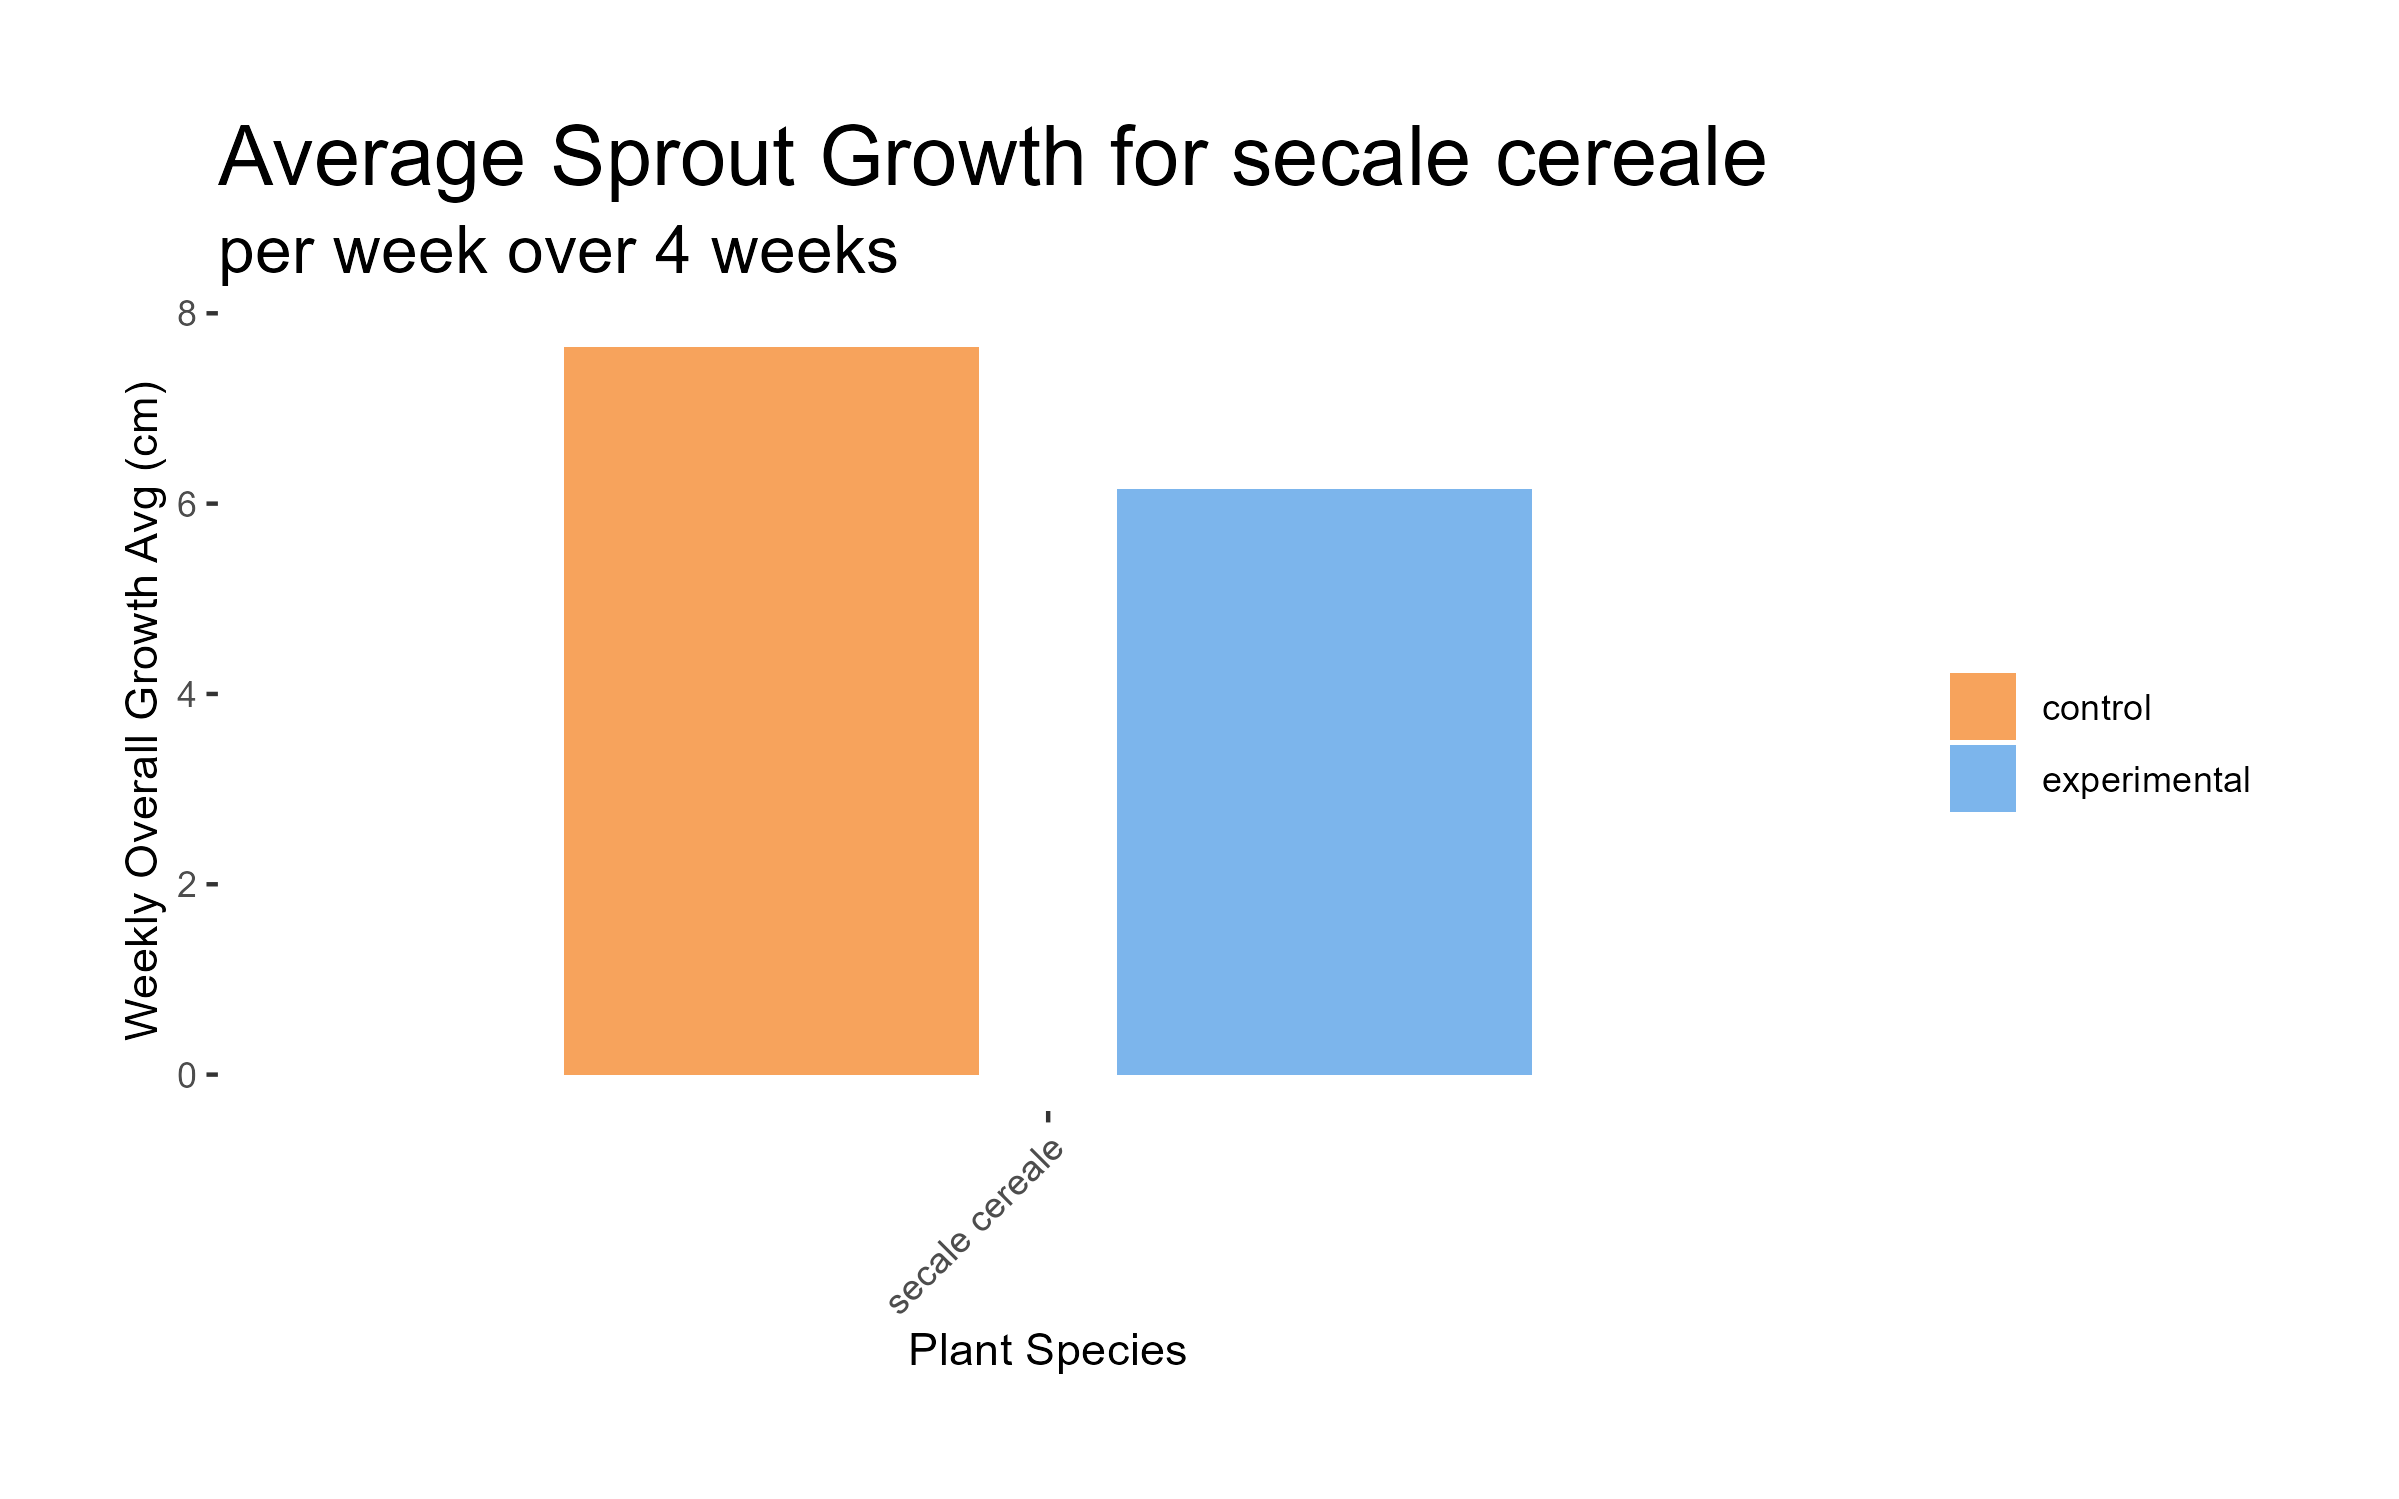 Average Sprout Growth for secale cereale
per week over 4 weeks
Weekly Overall Growth Avg (cm)
8
6
4
2
0
control
experimental
secale cereale
Plant Species